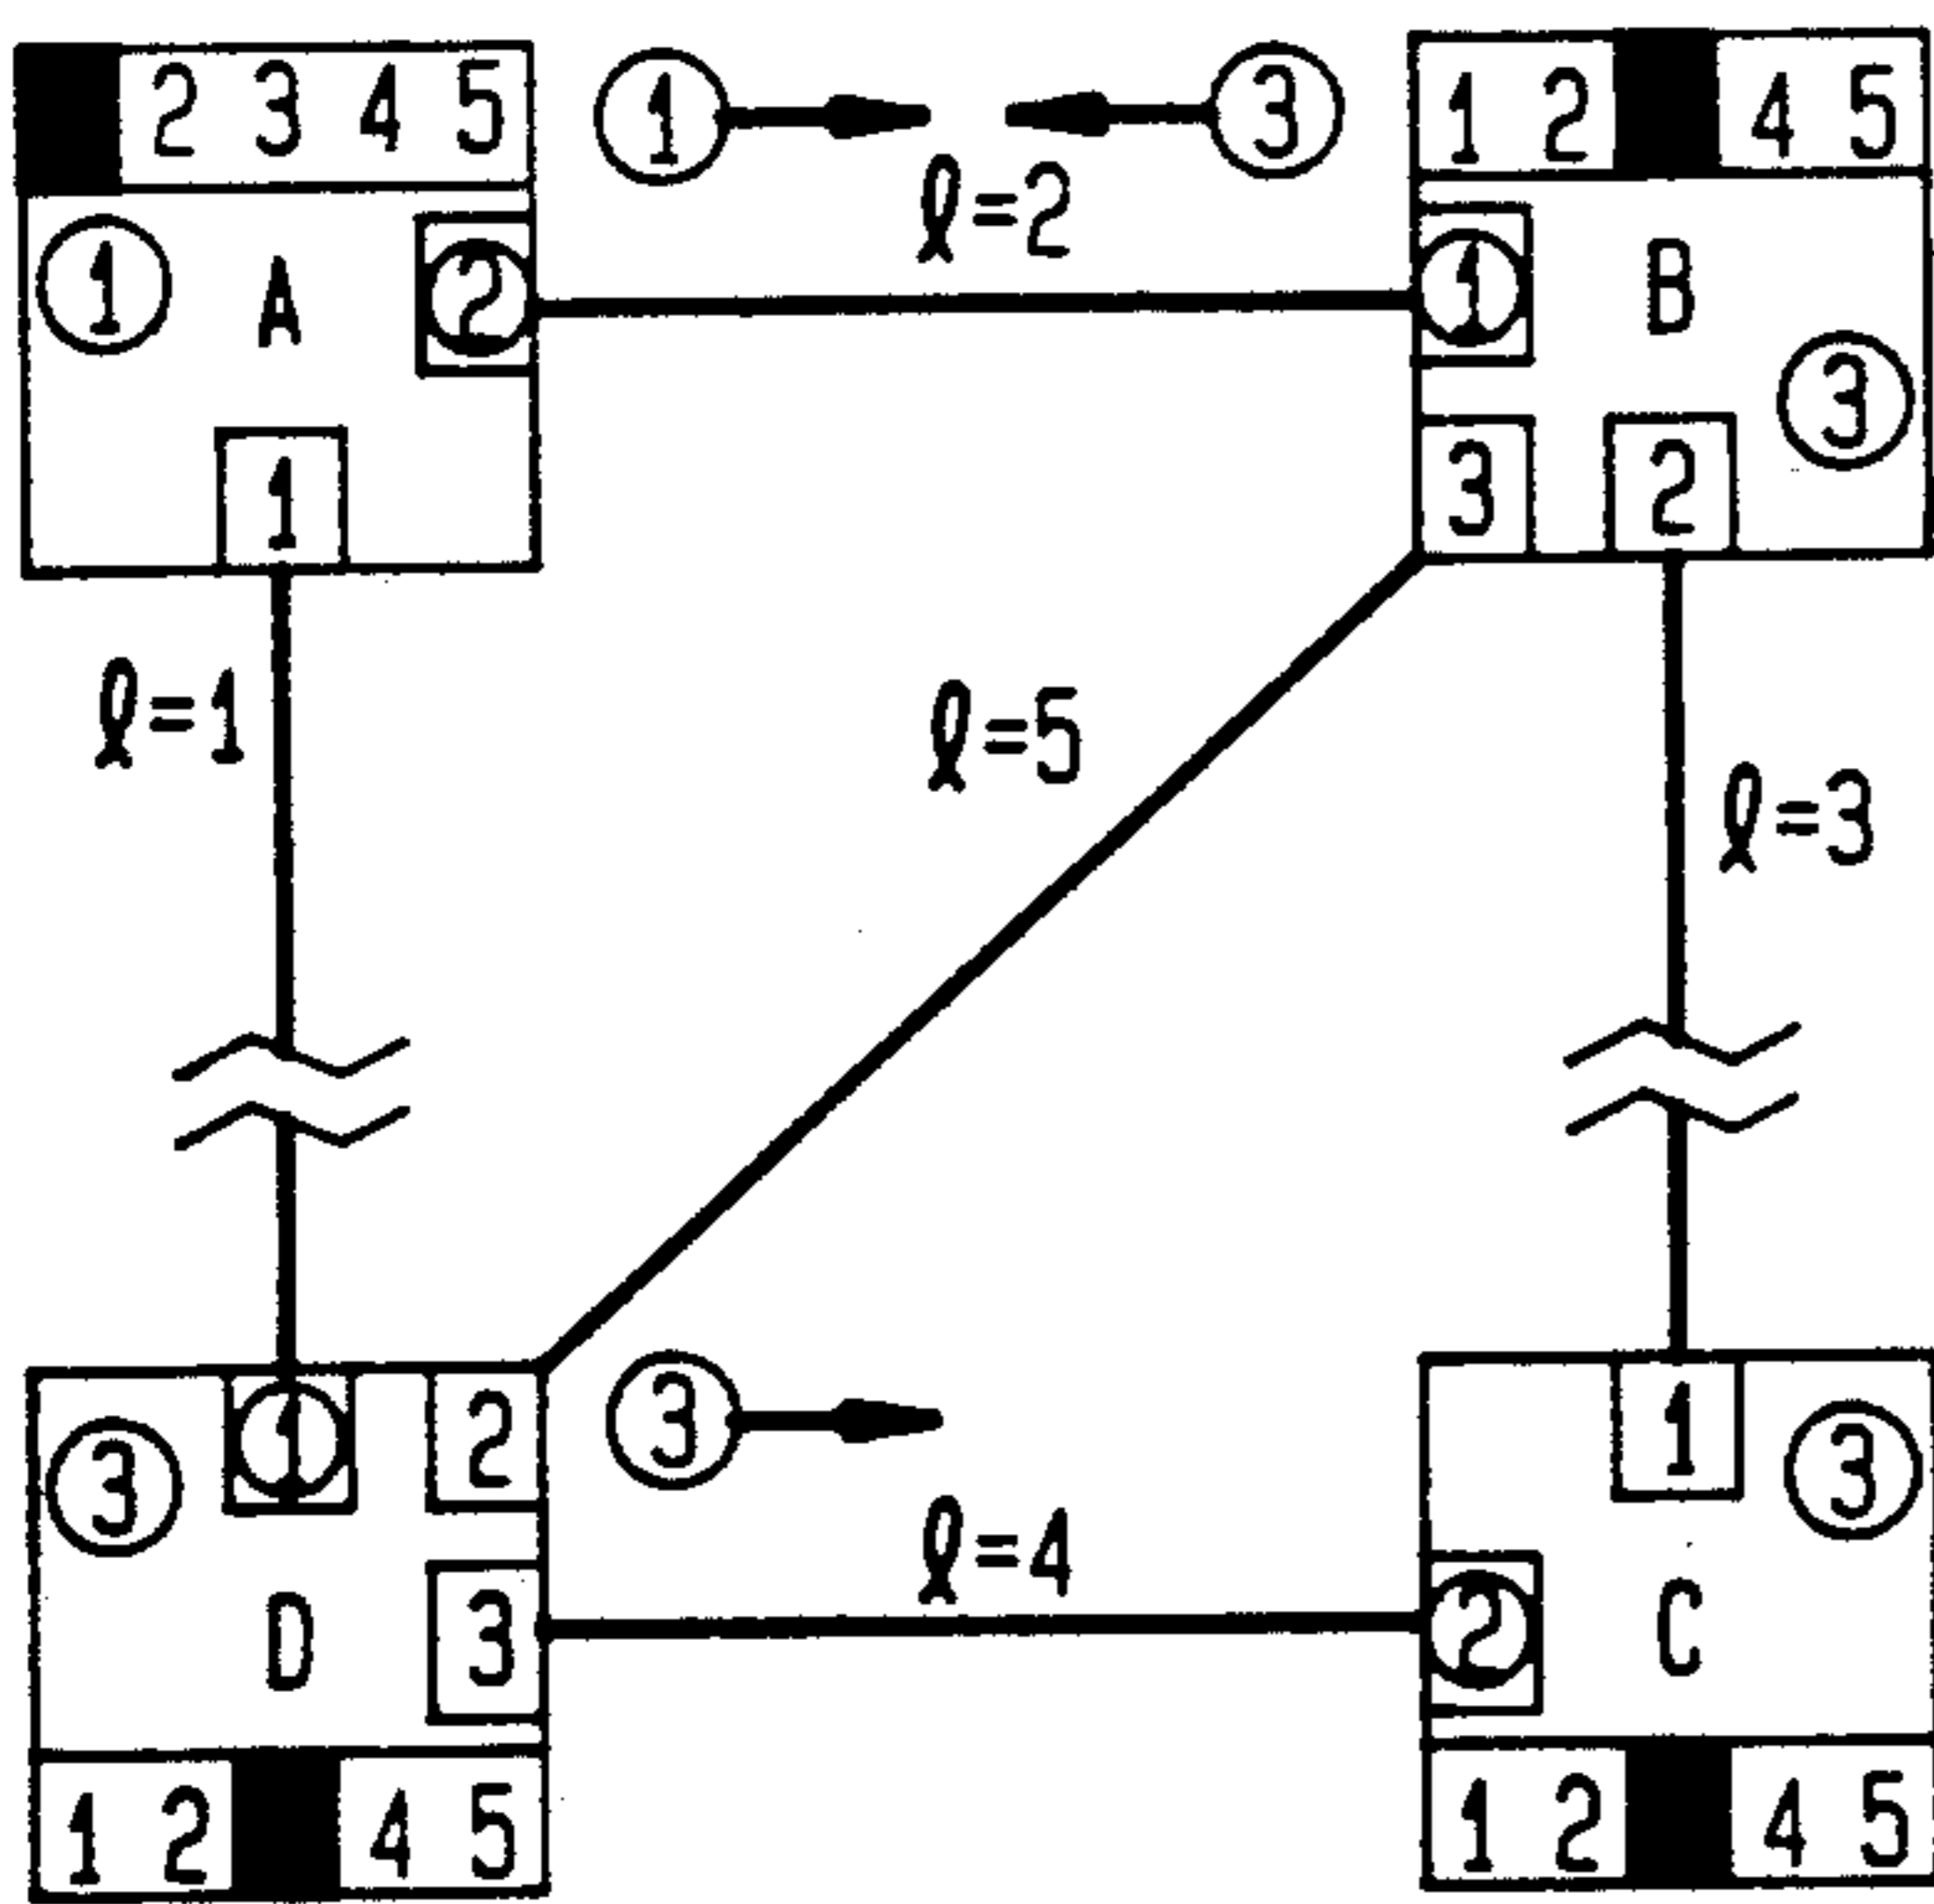 2 3 4 5
① ③
1 2 4 5
ℓ=2
① A ②
① B
③
1
3 2
ℓ=1
ℓ=5
ℓ=3
③ ① 2
③
1 ③
ℓ=4
D 3
② C
1 2 4 5
1 2 4 5